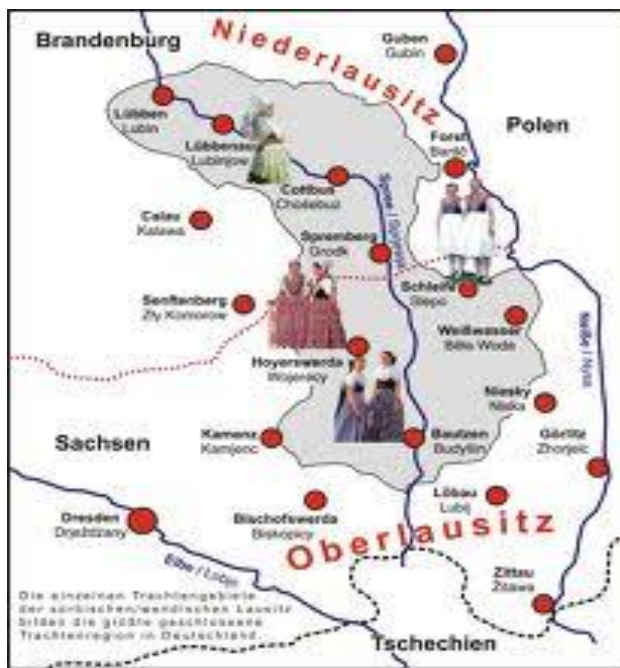 Brandenburg
Niederlausitz
Guben
Gubin
Lübben
Lubin
Lübbenau
Lubnjow
Forst
Polen
Cottbus
Chośebuz
Calau
Kalawa
Spree /
Spremberg
Grodk
Schleife
Slepo
Senftenberg
Zły Komorow
Weißwasser
Běła Woda
Neiße / Nysa
Hoyerswerda
Wojerecy
Niesky
Niska
Sachsen
Kamenz
Kamjenc
Bautzen
Budyšin
Görlitz
Zhorjelc
Löbau
Lubij
Dresden
Drježdźany
Bischofswerda
Biskopicy
Oberlausitz
Elbe / Łobjo
Zittau
Žitawa
Die einzelnen Trachtengebiete
der sorbischen/wendischen Lausitz
bilden die größte geschlossene
Trachtenregion in Deutschland.
Tschechien